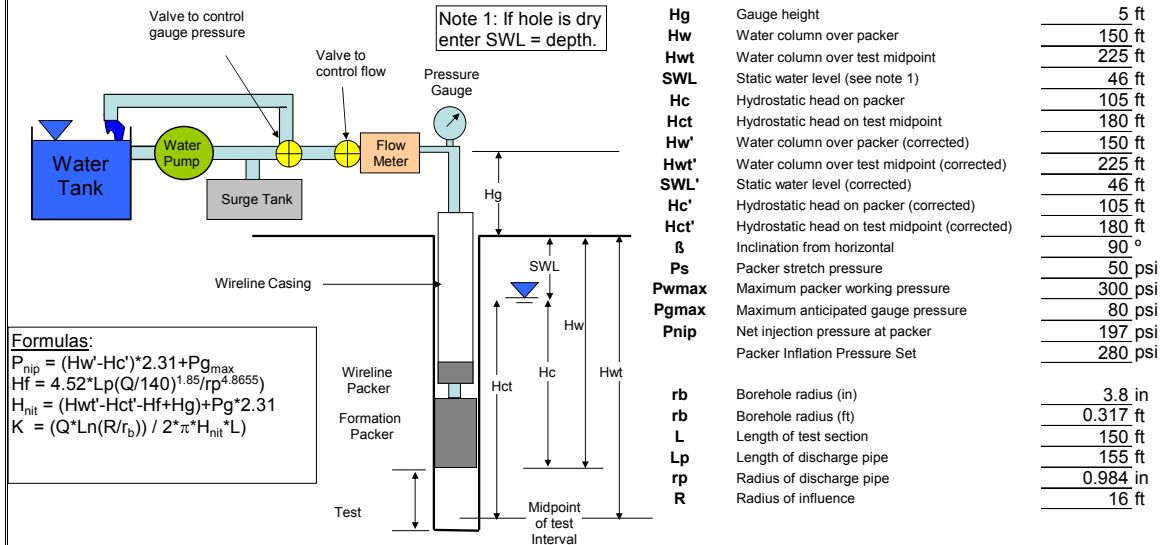 Valve to control
gauge pressure
Note 1: If hole is dry
enter SWL = depth.
Valve to
control flow
Pressure
Gauge
Water
Tank
Water
Pump
Surge Tank
Flow
Meter
Hg
SWL
Wireline Casing
Hw
Hct
Hc
Hwt
Wireline
Packer
Formation
Packer
Test
Midpoint
of test
Interval
Formulas:
Pnip = (Hw'-Hc')*2.31+Pgmax
Hf = 4.52*Lp(Q/140)^1.85/rp^4.8655)
Hnit = (Hwt'-Hct'-Hf+Hg)+Pg*2.31
K = (Q*Ln(R/rb)) / 2*π*Hnit*L)
Hg Gauge height 5 ft
Hw Water column over packer 150 ft
Hwt Water column over test midpoint 225 ft
SWL Static water level (see note 1) 46 ft
Hc Hydrostatic head on packer 105 ft
Hct Hydrostatic head on test midpoint 180 ft
Hw' Water column over packer (corrected) 150 ft
Hwt' Water column over test midpoint (corrected) 225 ft
SWL' Static water level (corrected) 46 ft
Hc' Hydrostatic head on packer (corrected) 105 ft
Hct' Hydrostatic head on test midpoint (corrected) 180 ft
ß Inclination from horizontal 90 º
Ps Packer stretch pressure 50 psi
Pwmax Maximum packer working pressure 300 psi
Pgmax Maximum anticipated gauge pressure 80 psi
Pnip Net injection pressure at packer 197 psi
Packer Inflation Pressure Set 280 psi
rb Borehole radius (in) 3.8 in
rb Borehole radius (ft) 0.317 ft
L Length of test section 150 ft
Lp Length of discharge pipe 155 ft
rp Radius of discharge pipe 0.984 in
R Radius of influence 16 ft